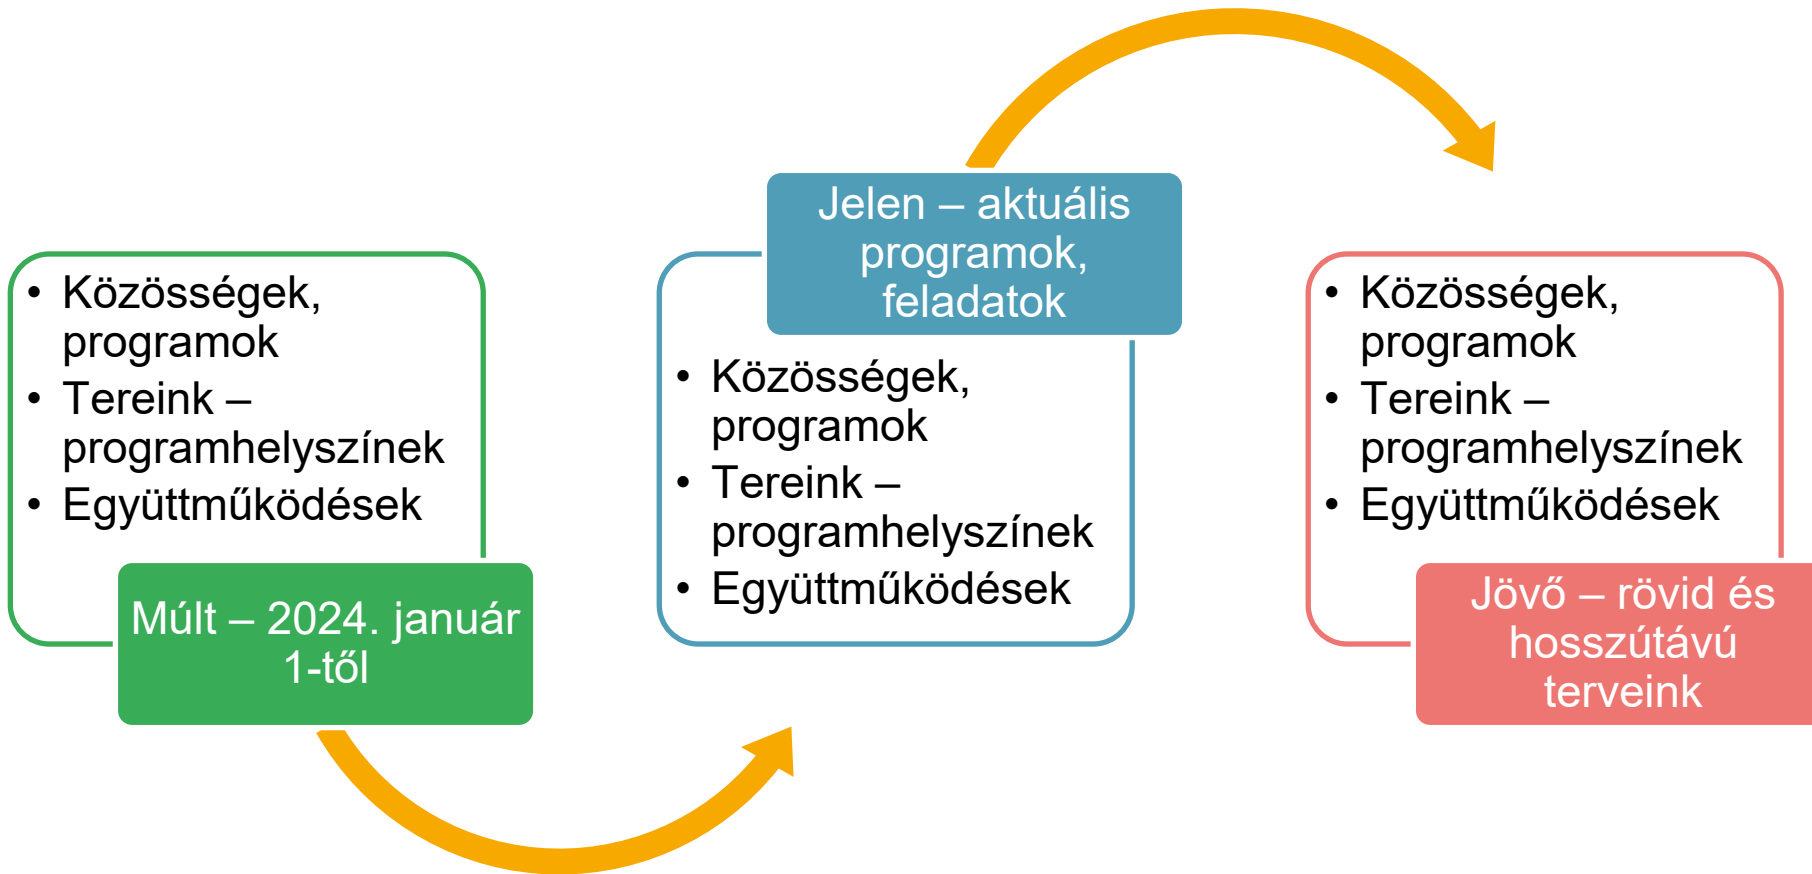 • Közösségek,
programok
• Tereink –
programhelyszínek
• Együttműködések
Múlt – 2024. január
1-től
Jelen – aktuális
programok,
feladatok
• Közösségek,
programok
• Tereink –
programhelyszínek
• Együttműködések
• Közösségek,
programok
• Tereink –
programhelyszínek
• Együttműködések
Jövő – rövid és
hosszútávú
terveink